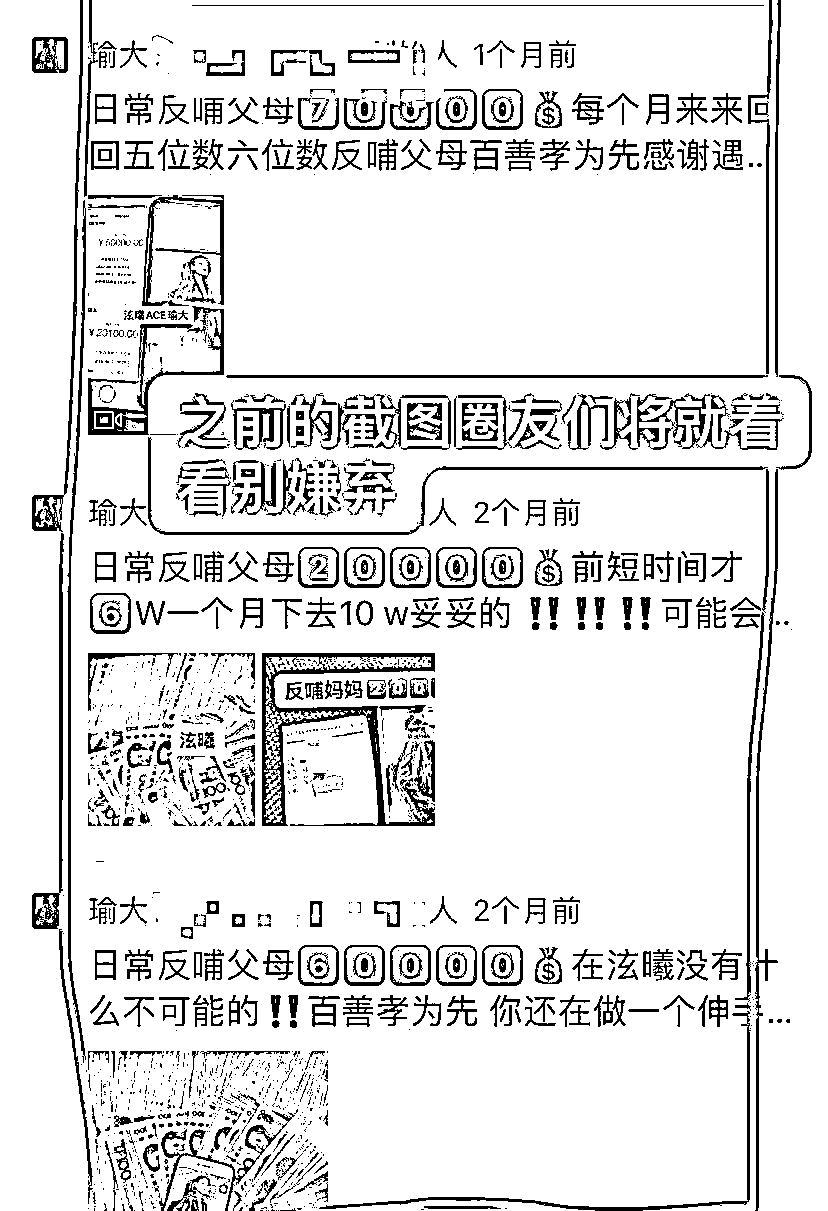 瑜大 人 1个月前
日常反哺父母70000💰每个月来来回
回五位数六位数反哺父母百善孝为先感谢遇...
¥50000.00
泫曦ACE瑜大
¥20100.00
之前的截图圈友们将就着
看别嫌弃
瑜大 人 2个月前
日常反哺父母20000💰前短时间才
6W一个月下去10 w妥妥的 ‼️‼️‼️可能会...
泫曦
反哺妈妈200
瑜大 人 2个月前
日常反哺父母60000💰在泫曦没有什
么不可能的‼️百善孝为先 你还在做一个伸手...